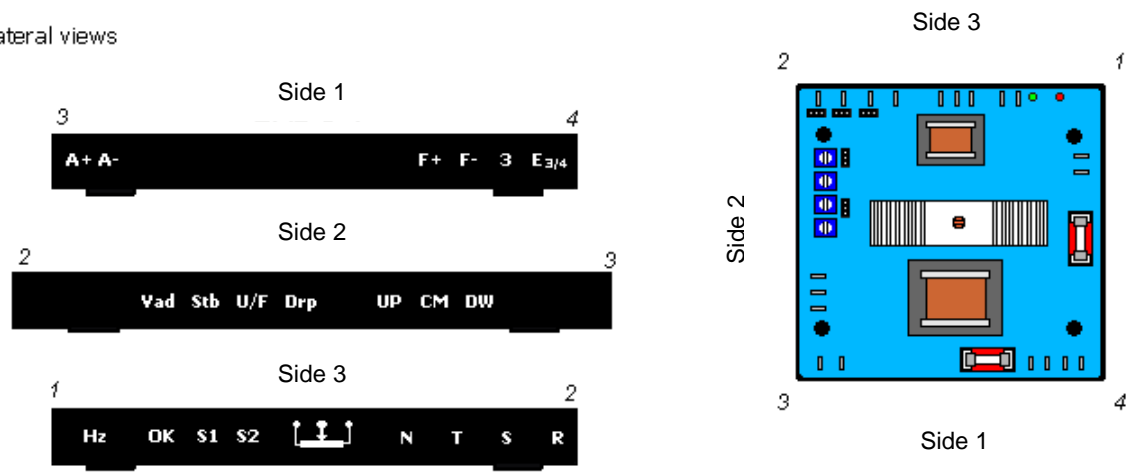 ateral views
Side 1
3 4
A+ A- F+ F- 3 E3/4
Side 2
2 3
Vad Stb U/F Drp UP CM DW
Side 3
1 2
Hz OK S1 S2 N T S R
Side 3
2 1
Side 2
3 4
Side 1